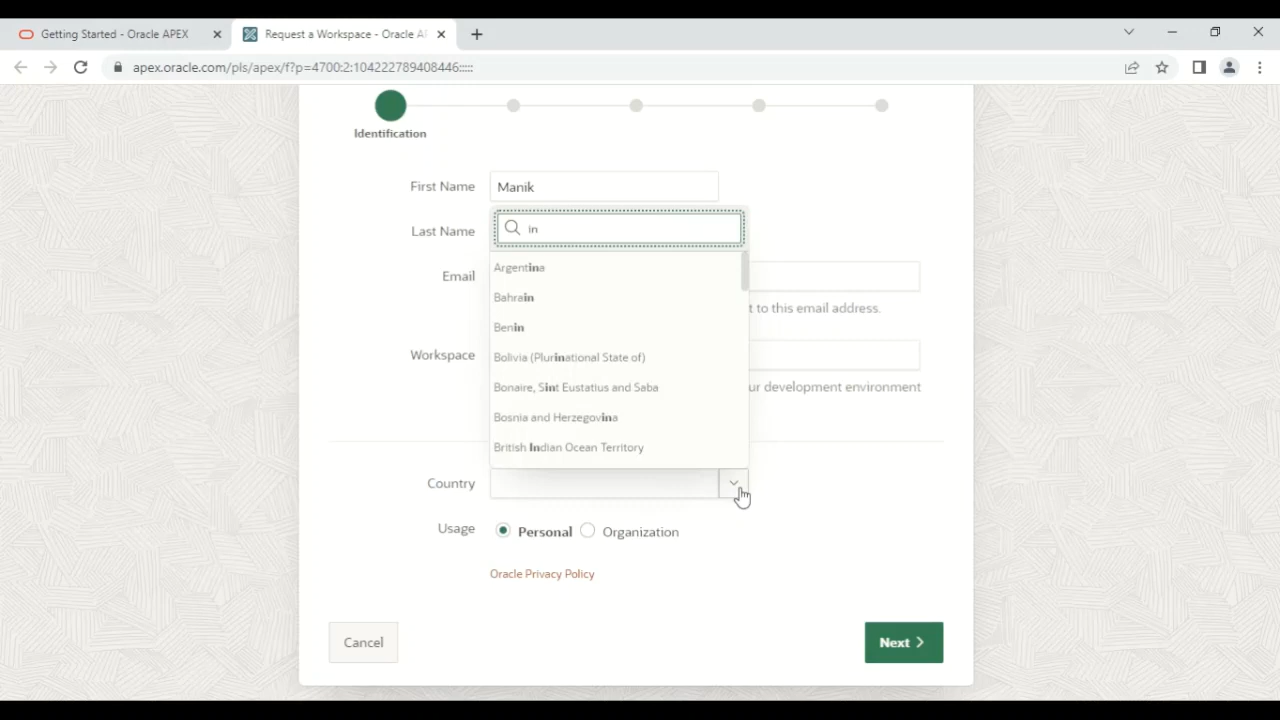 Getting Started - Oracle APEX
Request a Workspace - Oracle A
apex.oracle.com/pls/apex/f?p=4700:2:104222789408446:::::
Identification
First Name
Manik
Last Name
in
Email
Argentina
Bahrain
t to this email address.
Benin
Workspace
Bolivia (Plurinational State of)
Bonaire, Sint Eustatius and Saba
ur development environment
Bosnia and Herzegovina
British Indian Ocean Territory
Country
Usage
Personal
Organization
Oracle Privacy Policy
Cancel
Next